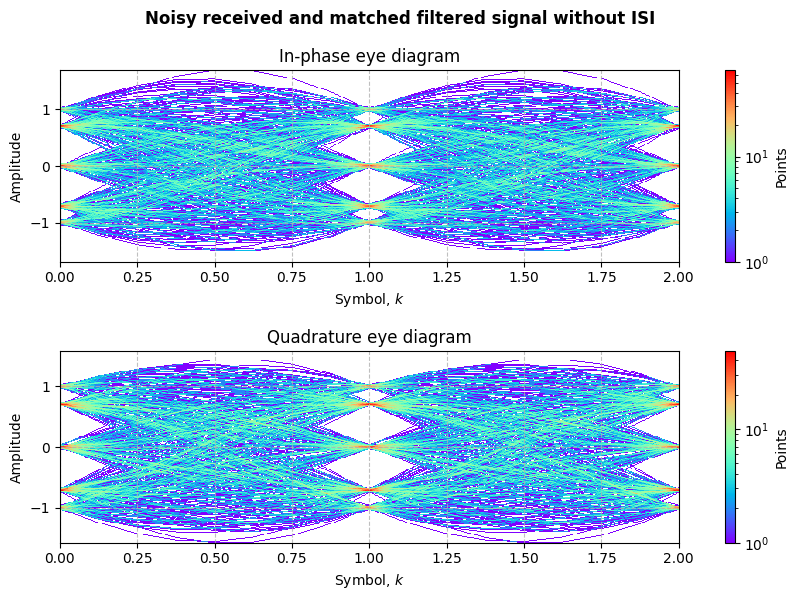 Noisy received and matched filtered signal without ISI
In-phase eye diagram
Amplitude
1
0
−1
0.00 0.25 0.50 0.75 1.00 1.25 1.50 1.75 2.00
Symbol, k
10¹
10⁰
Points
Quadrature eye diagram
Amplitude
1
0
−1
0.00 0.25 0.50 0.75 1.00 1.25 1.50 1.75 2.00
Symbol, k
10¹
10⁰
Points